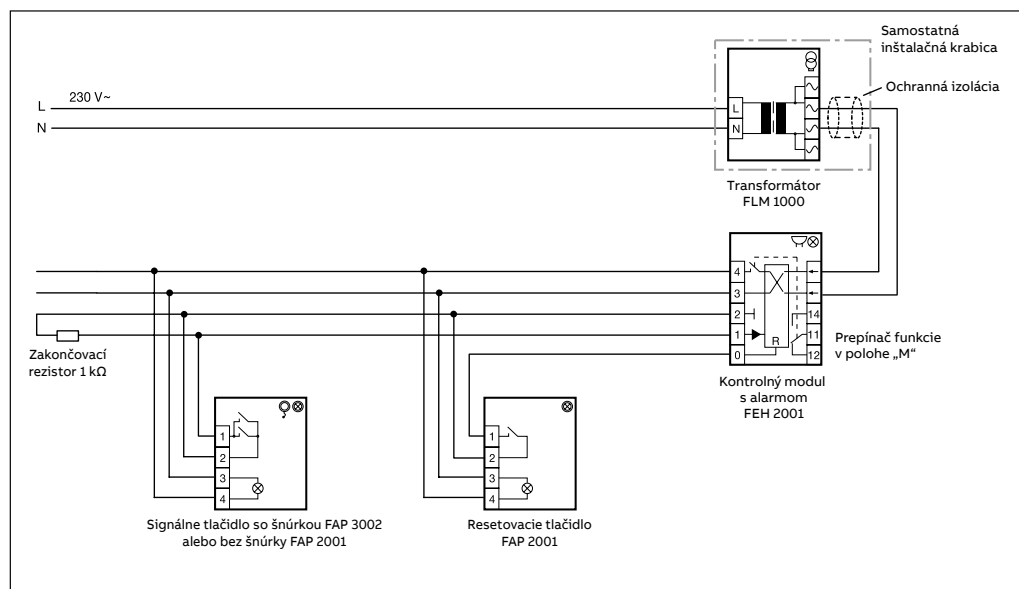 Samostatná
inštalačná krabica
Ochranná izolácia
L
230 V~
N
L
N
Transformátor
FLM 1000
4
3
2
1
0
R
14
11
12
Prepínač funkcie
v polohe „M“
Kontrolný modul
s alarmom
FEH 2001
Zakončovací
rezistor 1 kΩ
1
2
3
4
Signálne tlačidlo so šnúrkou FAP 3002
alebo bez šnúrky FAP 2001
1
2
3
4
Resetovacie tlačidlo
FAP 2001